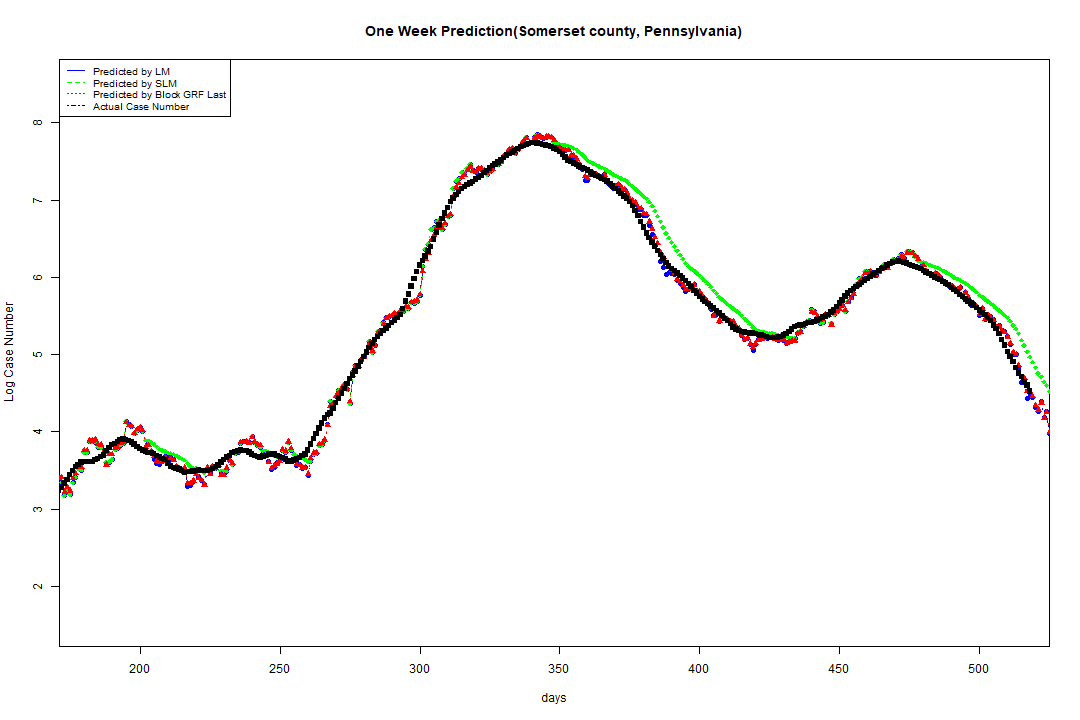 One Week Prediction(Somerset county, Pennsylvania)
Predicted by LM
Predicted by SLM
Predicted by Block GRF Last
Actual Case Number
8
7
6
5
4
3
2
Log Case Number
200 250 300 350 400 450 500
days